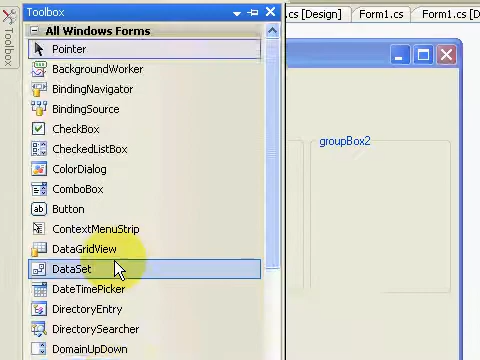 Toolbox
.cs [Design]
Form1.cs
Form1.cs [D
Toolbox
All Windows Forms
Pointer
BackgroundWorker
BindingNavigator
BindingSource
CheckBox
groupBox2
CheckedListBox
ColorDialog
ComboBox
ab Button
ContextMenuStrip
DataGridView
DataSet
DateTimePicker
DirectoryEntry
DirectorySearcher
DomainUpDown